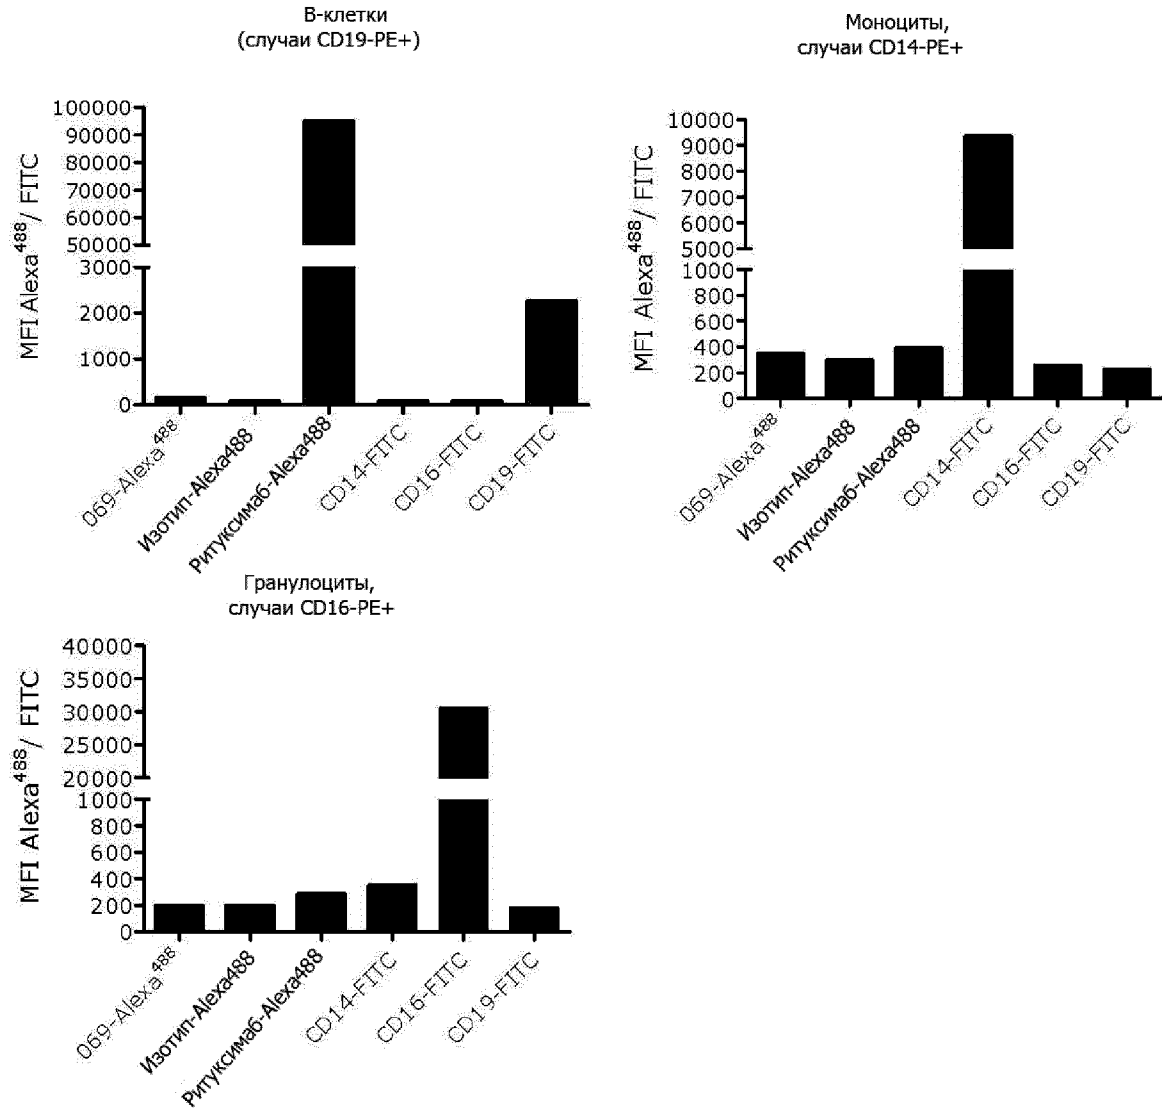 В-клетки
(случаи CD19-PE+)
MFI Alexa⁴⁸⁸/ FITC
100000
90000
80000
70000
60000
50000
3000
2000
1000
0
069-Alexa⁴⁸⁸
Изотип-Alexa488
Ритуксимаб-Alexa488
CD14-FITC
CD16-FITC
CD19-FITC
Моноциты,
случаи CD14-PE+
MFI Alexa⁴⁸⁸/ FITC
10000
9000
8000
7000
6000
5000
1000
800
600
400
200
0
069-Alexa⁴⁸⁸
Изотип-Alexa488
Ритуксимаб-Alexa488
CD14-FITC
CD16-FITC
CD19-FITC
Гранулоциты,
случаи CD16-PE+
MFI Alexa⁴⁸⁸/ FITC
40000
35000
30000
25000
20000
1000
800
600
400
200
0
069-Alexa⁴⁸⁸
Изотип-Alexa488
Ритуксимаб-Alexa488
CD14-FITC
CD16-FITC
CD19-FITC